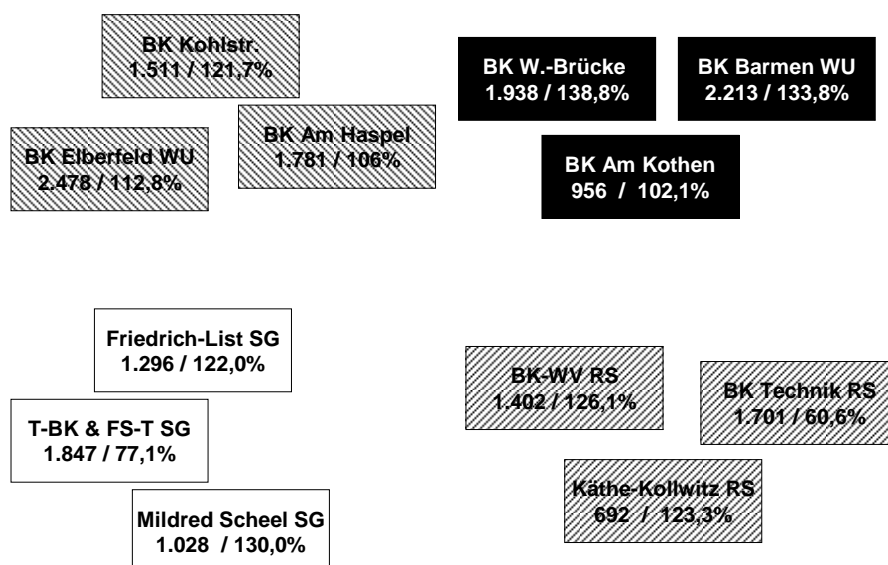 BK Kohlstr.
1.511 / 121,7%
BK Am Haspel
1.781 / 106%
BK Elberfeld WU
2.478 / 112,8%
BK W.-Brücke
1.938 / 138,8%
BK Barmen WU
2.213 / 133,8%
BK Am Kothen
956 / 102,1%
Friedrich-List SG
1.296 / 122,0%
T-BK & FS-T SG
1.847 / 77,1%
Mildred Scheel SG
1.028 / 130,0%
BK-WV RS
1.402 / 126,1%
BK Technik RS
1.701 / 60,6%
Käthe-Kollwitz RS
692 / 123,3%